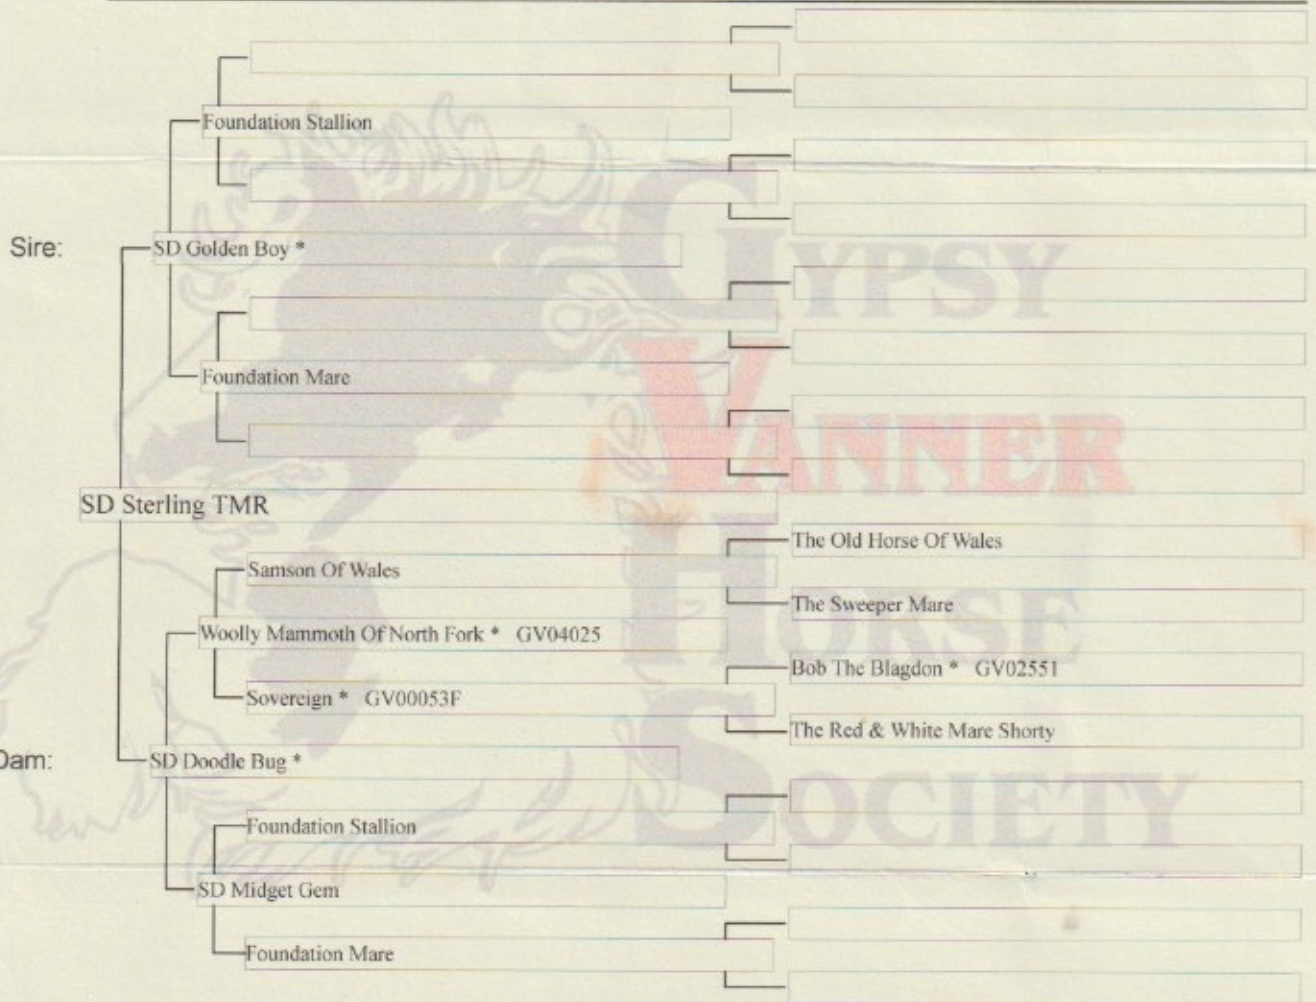 Foundation Stallion
Sire:
SD Golden Boy *
Foundation Mare
SD Sterling TMR
The Old Horse Of Wales
Samson Of Wales
The Sweeper Mare
Woolly Mammoth Of North Fork * GV04025
Bob The Blagdon * GV02551
Sovereign * GV00053F
The Red & White Mare Shorty
Dam:
SD Doodle Bug *
Foundation Stallion
SD Midget Gem
Foundation Mare
GYPSY
VANNER
HORSE
SOCIETY